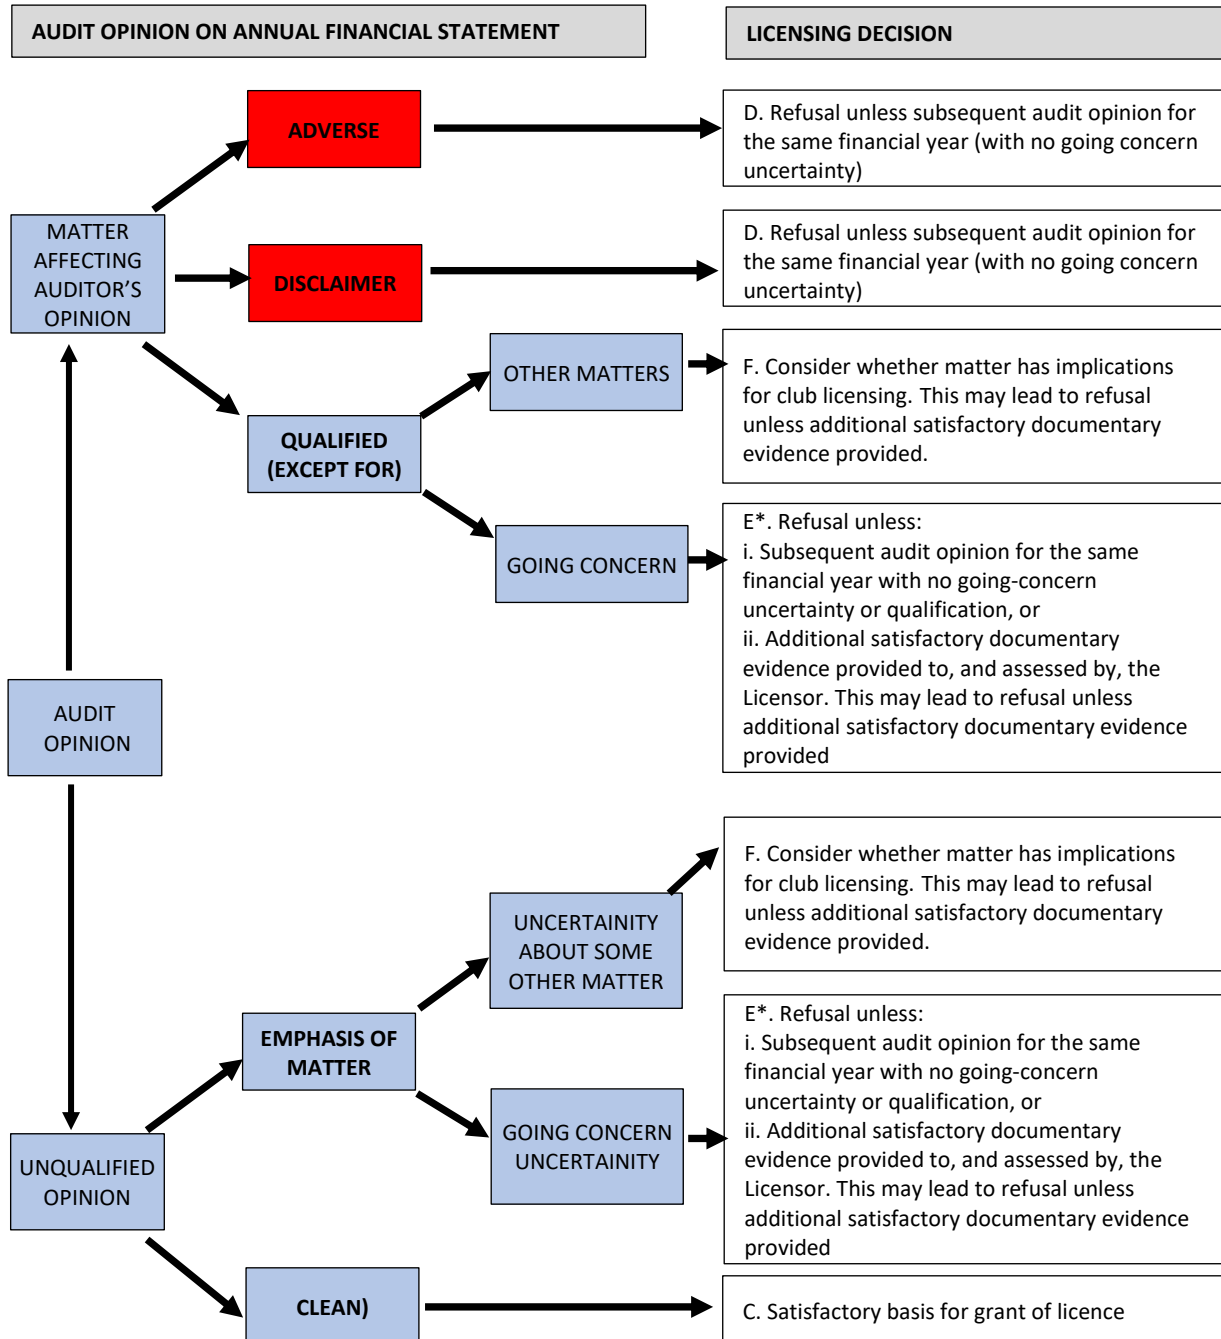 AUDIT OPINION ON ANNUAL FINANCIAL STATEMENT
LICENSING DECISION
ADVERSE
D. Refusal unless subsequent audit opinion for
the same financial year (with no going concern
uncertainty)
MATTER
AFFECTING
AUDITOR’S
OPINION
DISCLAIMER
D. Refusal unless subsequent audit opinion for
the same financial year (with no going concern
uncertainty)
OTHER MATTERS
F. Consider whether matter has implications
for club licensing. This may lead to refusal
unless additional satisfactory documentary
evidence provided.
QUALIFIED
(EXCEPT FOR)
GOING CONCERN
E*. Refusal unless:
i. Subsequent audit opinion for the same
financial year with no going-concern
uncertainty or qualification, or
ii. Additional satisfactory documentary
evidence provided to, and assessed by, the
Licensor. This may lead to refusal unless
additional satisfactory documentary evidence
provided
AUDIT
OPINION
F. Consider whether matter has implications
for club licensing. This may lead to refusal
unless additional satisfactory documentary
evidence provided.
UNCERTAINITY
ABOUT SOME
OTHER MATTER
EMPHASIS OF
MATTER
GOING CONCERN
UNCERTAINITY
E*. Refusal unless:
i. Subsequent audit opinion for the same
financial year with no going-concern
uncertainty or qualification, or
ii. Additional satisfactory documentary
evidence provided to, and assessed by, the
Licensor. This may lead to refusal unless
additional satisfactory documentary evidence
provided
UNQUALIFIED
OPINION
CLEAN)
C. Satisfactory basis for grant of licence